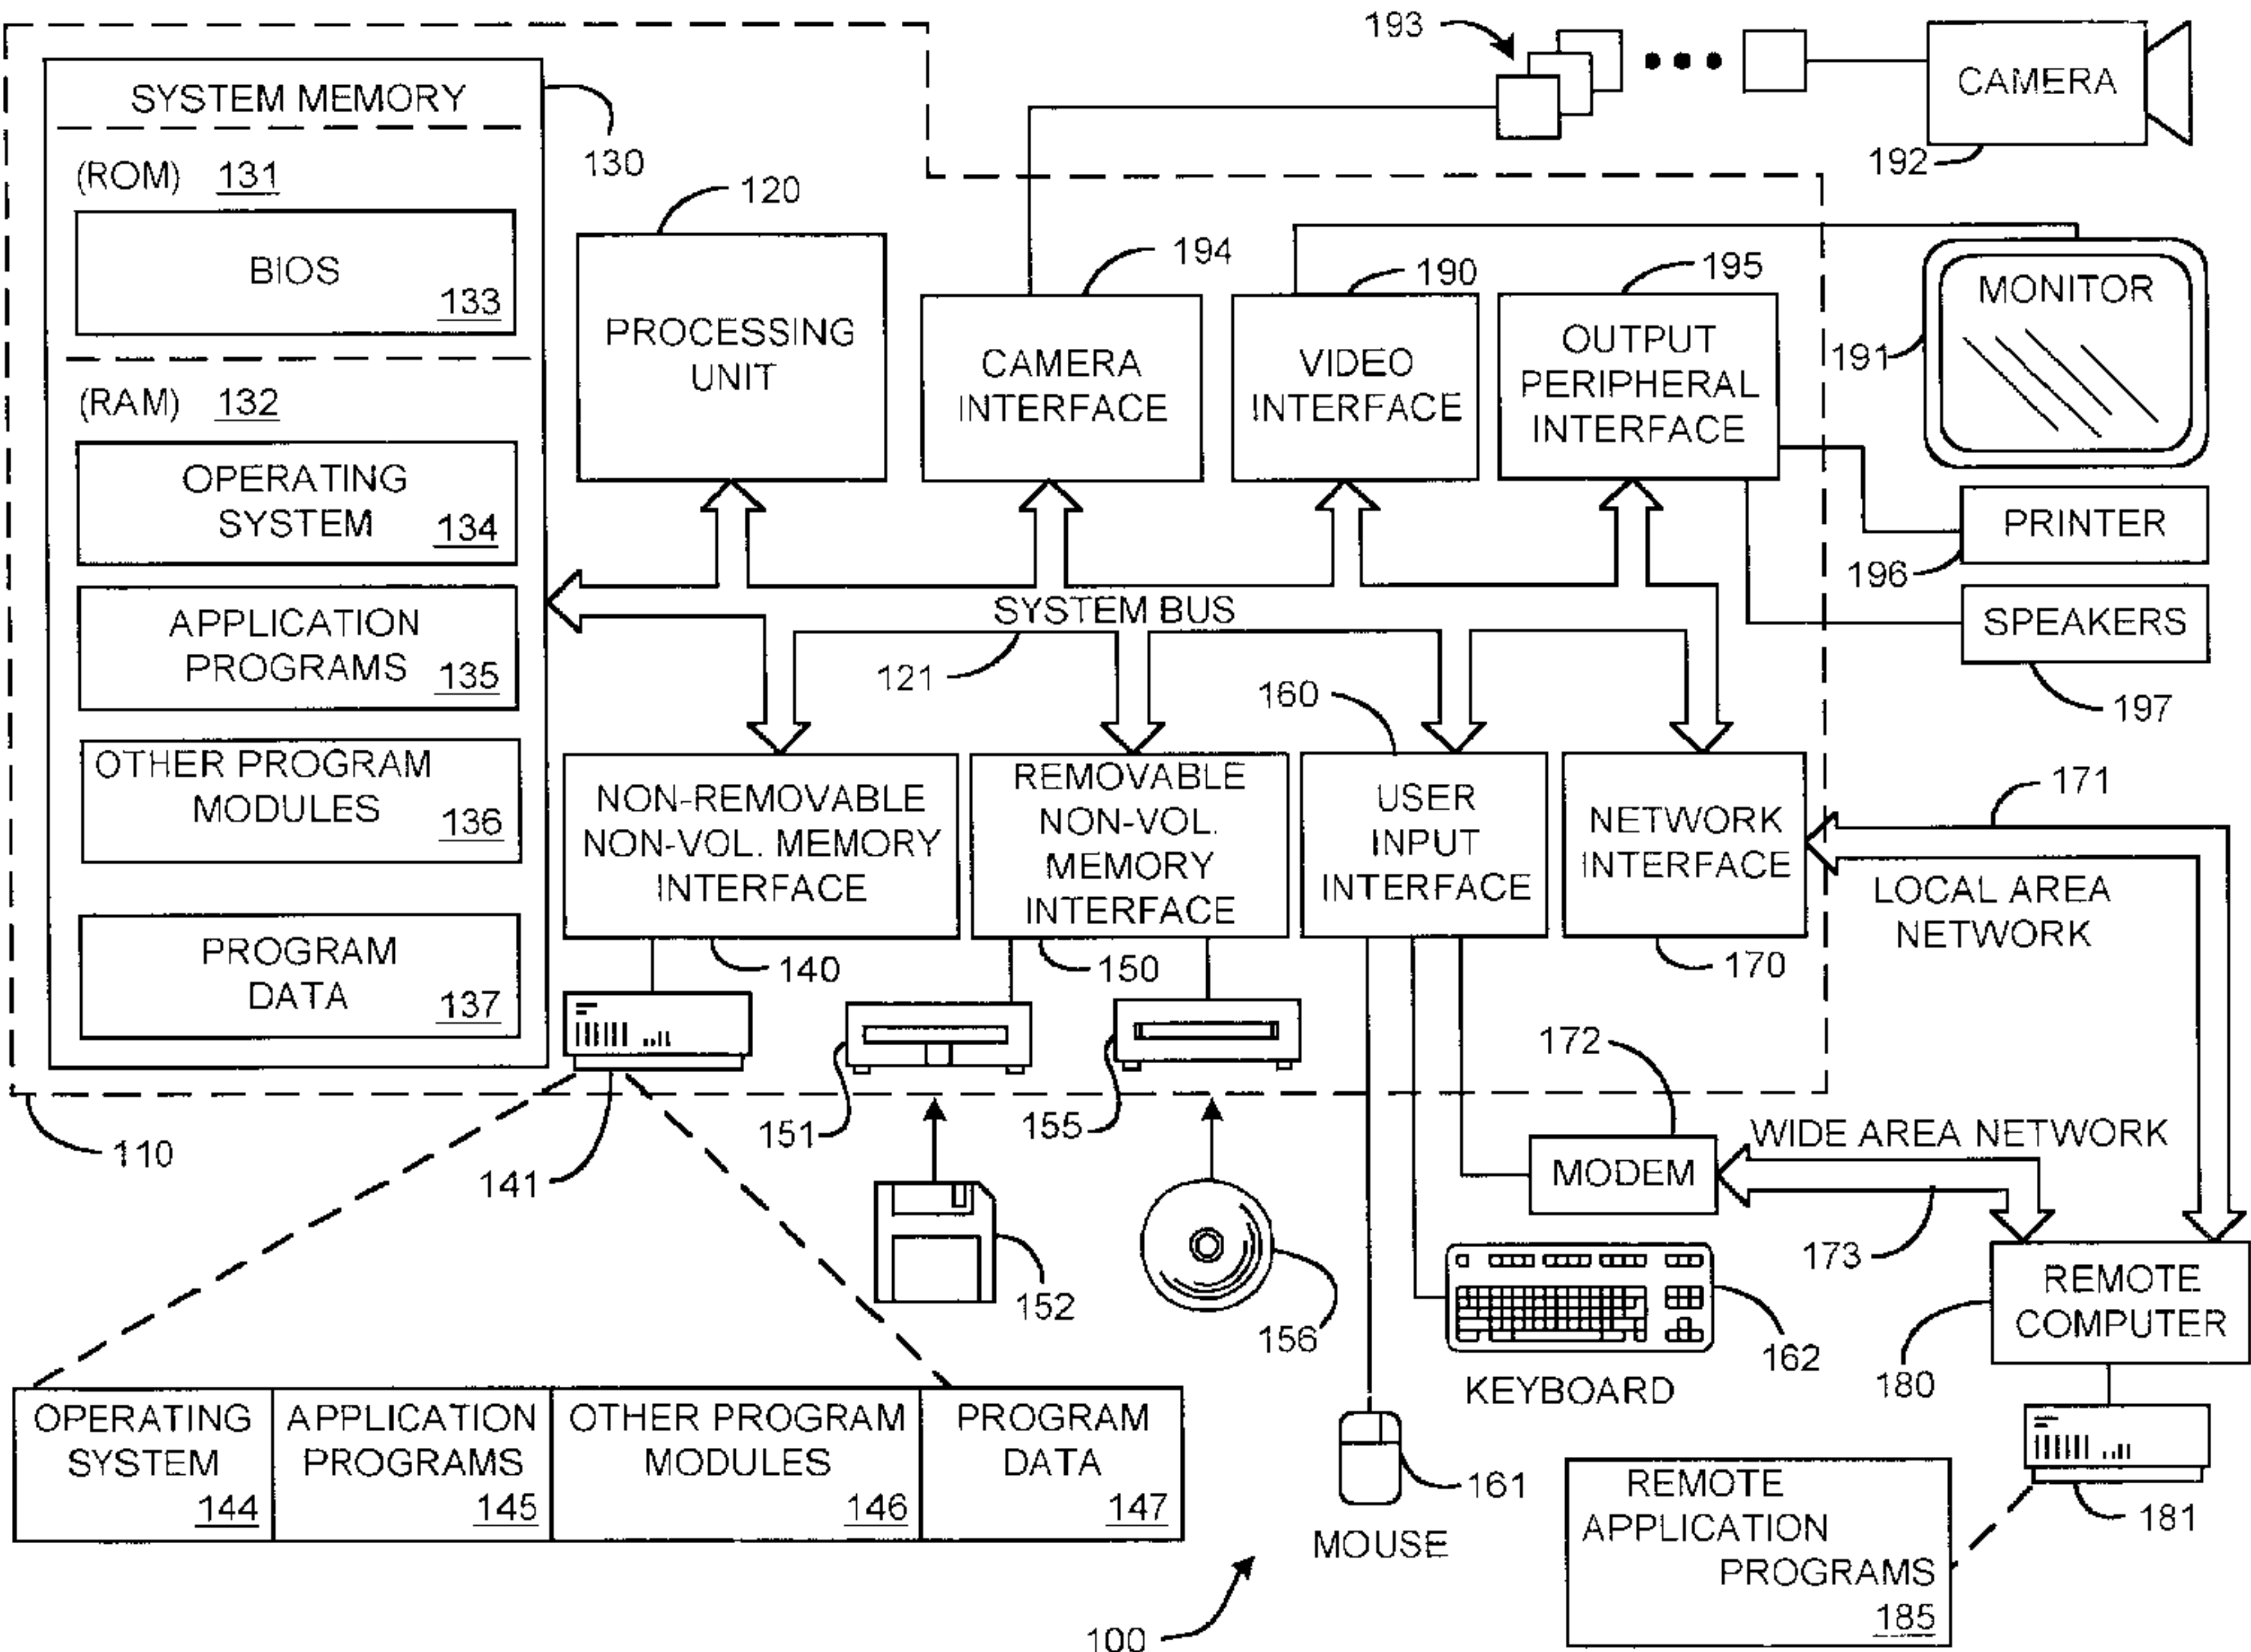 193
CAMERA
192
SYSTEM MEMORY
130
(ROM) 131
BIOS
133
(RAM) 132
OPERATING
SYSTEM
134
APPLICATION
PROGRAMS
135
OTHER PROGRAM
MODULES
136
PROGRAM
DATA
137
120
PROCESSING
UNIT
194
CAMERA
INTERFACE
190
VIDEO
INTERFACE
195
OUTPUT
PERIPHERAL
INTERFACE
MONITOR
191
PRINTER
196
SPEAKERS
197
SYSTEM BUS
121
NON-REMOVABLE
NON-VOL. MEMORY
INTERFACE
140
REMOVABLE
NON-VOL.
MEMORY
INTERFACE
150
160
USER
INPUT
INTERFACE
NETWORK
INTERFACE
170
171
LOCAL AREA
NETWORK
110
141
151
155
152
156
172
MODEM
WIDE AREA NETWORK
173
162
KEYBOARD
REMOTE
COMPUTER
180
181
OPERATING
SYSTEM
144
APPLICATION
PROGRAMS
145
OTHER PROGRAM
MODULES
146
PROGRAM
DATA
147
161
MOUSE
REMOTE
APPLICATION
PROGRAMS
185
100